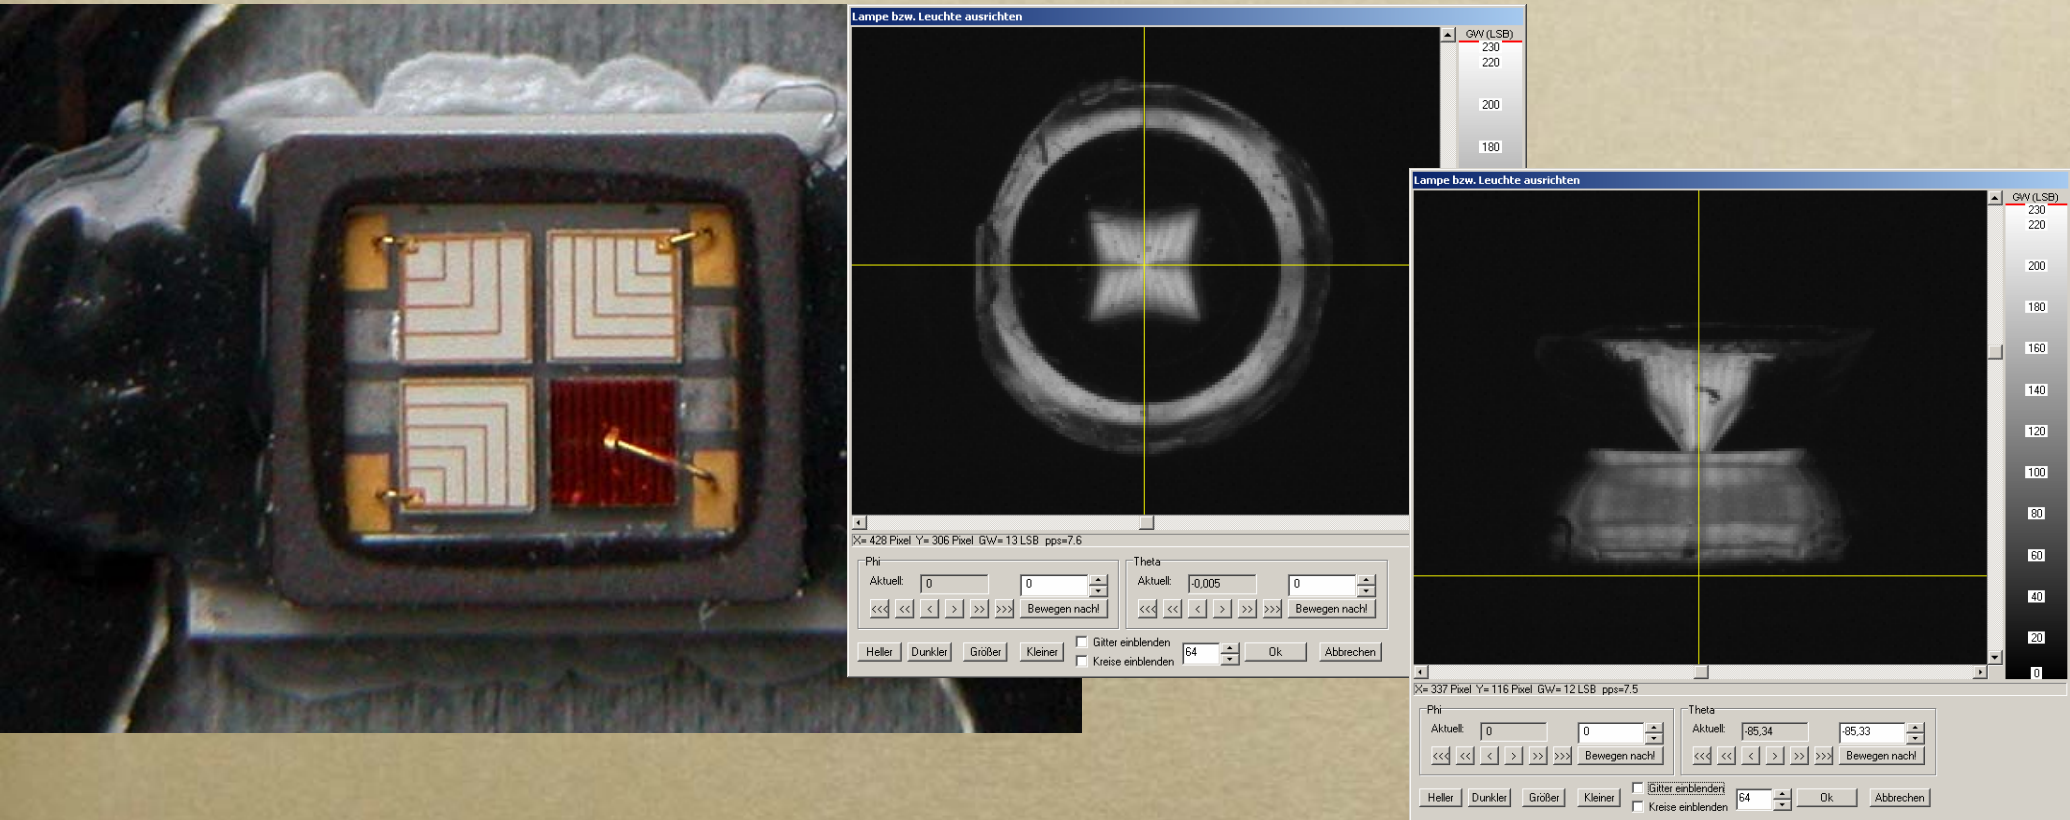 Lampe bzw. Leuchte ausrichten
GW (LSB)
230
220
200
180
X= 428 Pixel Y= 306 Pixel GW= 13 LSB pps=7.6
Phi
Aktuell: 0 0
<<< << < > >> >>> Bewegen nach!
Theta
Aktuell: -0,005 0
<<< << < > >> >>> Bewegen nach!
Heller Dunkler Größer Kleiner
Gitter einblenden
Kreise einblenden
64 Ok Abbrechen
Lampe bzw. Leuchte ausrichten
GW (LSB)
230
220
200
180
160
140
120
100
80
60
40
20
0
X= 337 Pixel Y= 116 Pixel GW= 12 LSB pps=7.5
Phi
Aktuell: 0 0
<<< << < > >> >>> Bewegen nach!
Theta
Aktuell: -85,34 -85,33
<<< << < > >> >>> Bewegen nach!
Heller Dunkler Größer Kleiner
Gitter einblenden
Kreise einblenden
64 Ok Abbrechen